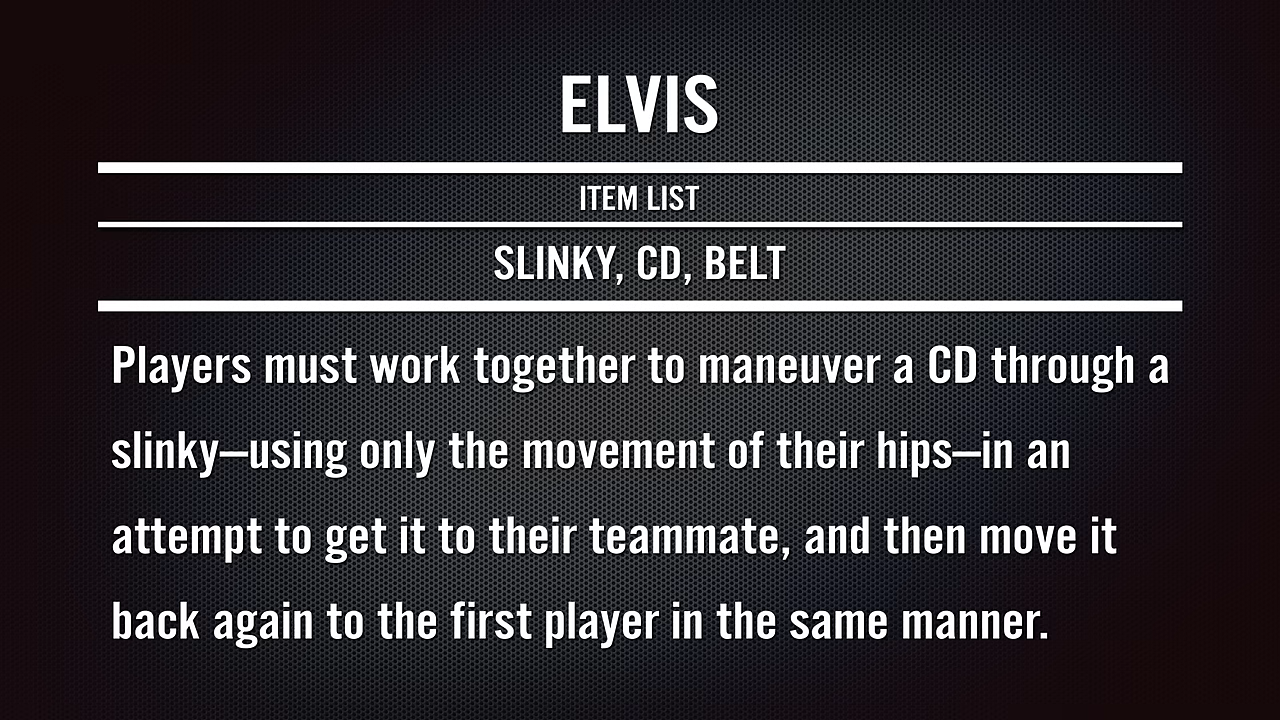 ELVIS
ITEM LIST
SLINKY, CD, BELT
Players must work together to maneuver a CD through a
slinky—using only the movement of their hips—in an
attempt to get it to their teammate, and then move it
back again to the first player in the same manner.